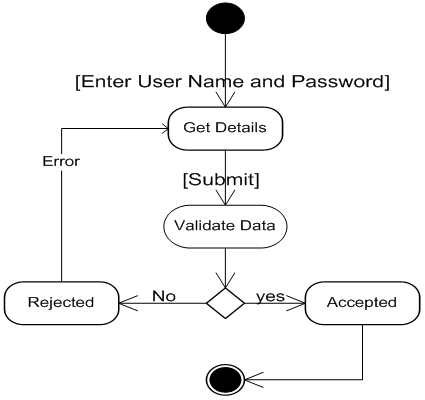 [Enter User Name and Password]
Get Details
Error
[Submit]
Validate Data
No
yes
Rejected
Accepted